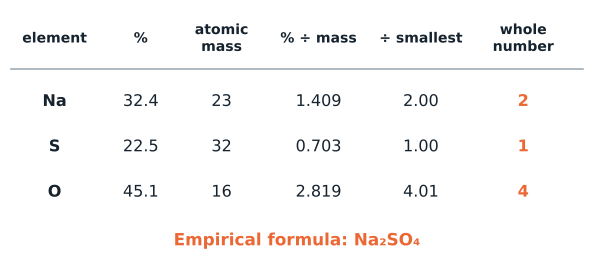 element % atomic mass % ÷ mass ÷ smallest whole number
Na 32.4 23 1.409 2.00 2
S 22.5 32 0.703 1.00 1
O 45.1 16 2.819 4.01 4
Empirical formula: Na₂SO₄